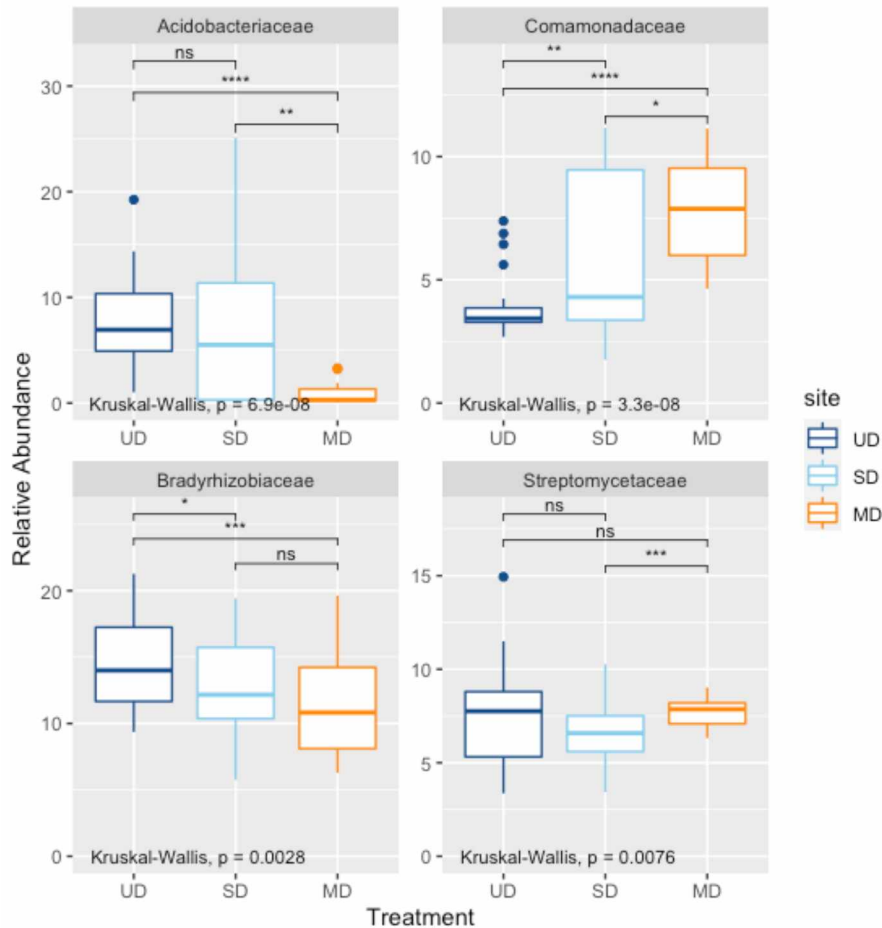 Acidobacteriaceae
ns
****
**
30
20
10
0
Kruskal-Wallis, p = 6.9e-08
UD SD MD
Comamonadaceae
**
****
*
10
5
0
Kruskal-Wallis, p = 3.3e-08
UD SD MD
Bradyrhizobiaceae
*
***
ns
20
10
0
Kruskal-Wallis, p = 0.0028
UD SD MD
Streptomycetaceae
ns
ns
***
15
10
5
0
Kruskal-Wallis, p = 0.0076
UD SD MD
Relative Abundance
Treatment
site
UD
SD
MD